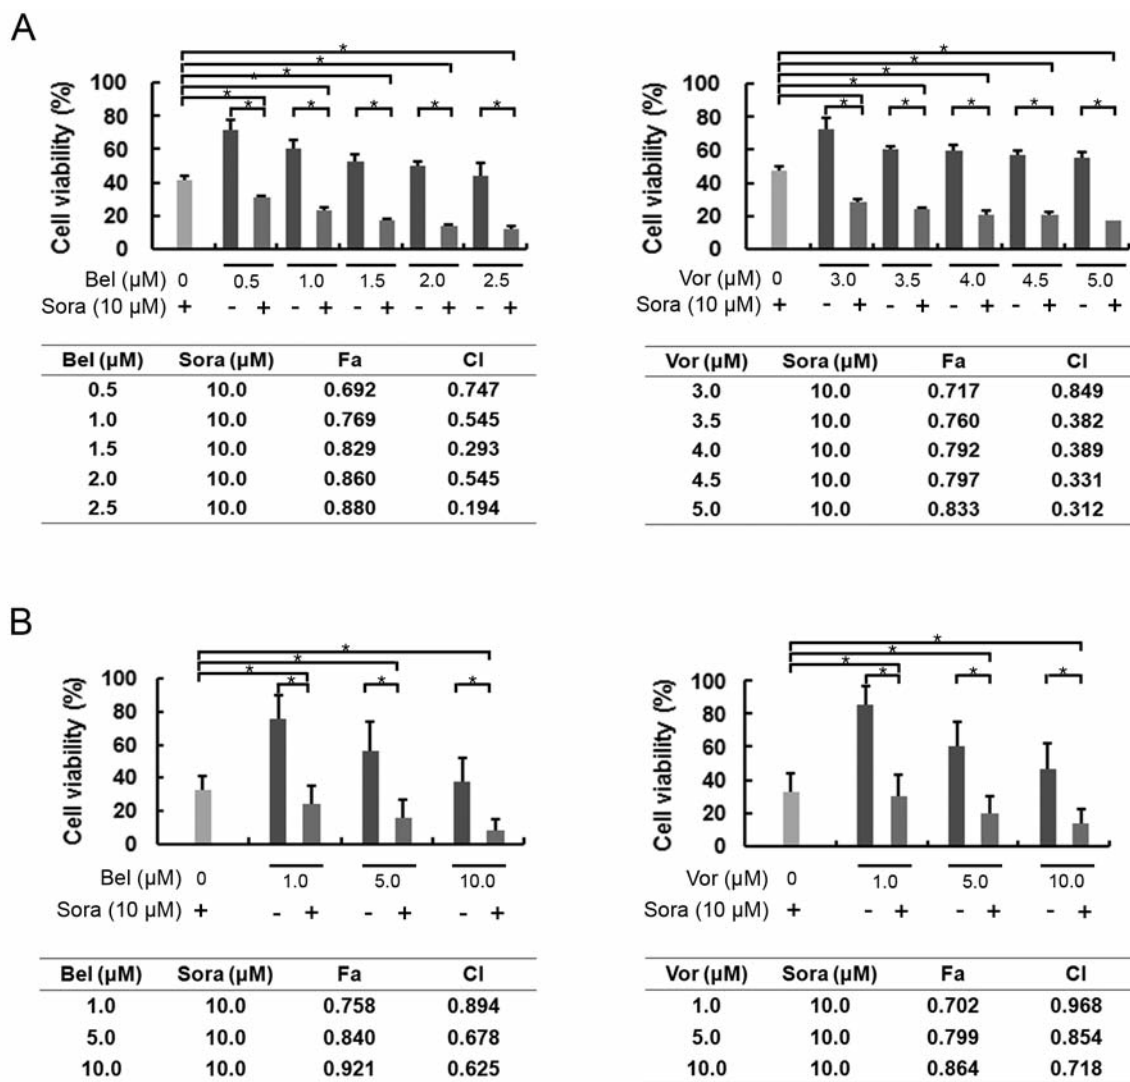 A
* * * * *
* * * * *
Cell viability (%)
100
80
60
40
20
0
Bel (µM) 0 0.5 1.0 1.5 2.0 2.5
Sora (10 µM) + - + - + - + - + - +
Bel (µM) Sora (µM) Fa CI
0.5 10.0 0.692 0.747
1.0 10.0 0.769 0.545
1.5 10.0 0.829 0.293
2.0 10.0 0.860 0.545
2.5 10.0 0.880 0.194
* * * * *
* * * * *
Cell viability (%)
100
80
60
40
20
0
Vor (µM) 0 3.0 3.5 4.0 4.5 5.0
Sora (10 µM) + - + - + - + - + - +
Vor (µM) Sora (µM) Fa CI
3.0 10.0 0.717 0.849
3.5 10.0 0.760 0.382
4.0 10.0 0.792 0.389
4.5 10.0 0.797 0.331
5.0 10.0 0.833 0.312
B
* * *
* * *
Cell viability (%)
100
80
60
40
20
0
Bel (µM) 0 1.0 5.0 10.0
Sora (10 µM) + - + - + - +
Bel (µM) Sora (µM) Fa CI
1.0 10.0 0.758 0.894
5.0 10.0 0.840 0.678
10.0 10.0 0.921 0.625
* * *
* * *
Cell viability (%)
100
80
60
40
20
0
Vor (µM) 0 1.0 5.0 10.0
Sora (10 µM) + - + - + - +
Vor (µM) Sora (µM) Fa CI
1.0 10.0 0.702 0.968
5.0 10.0 0.799 0.854
10.0 10.0 0.864 0.718